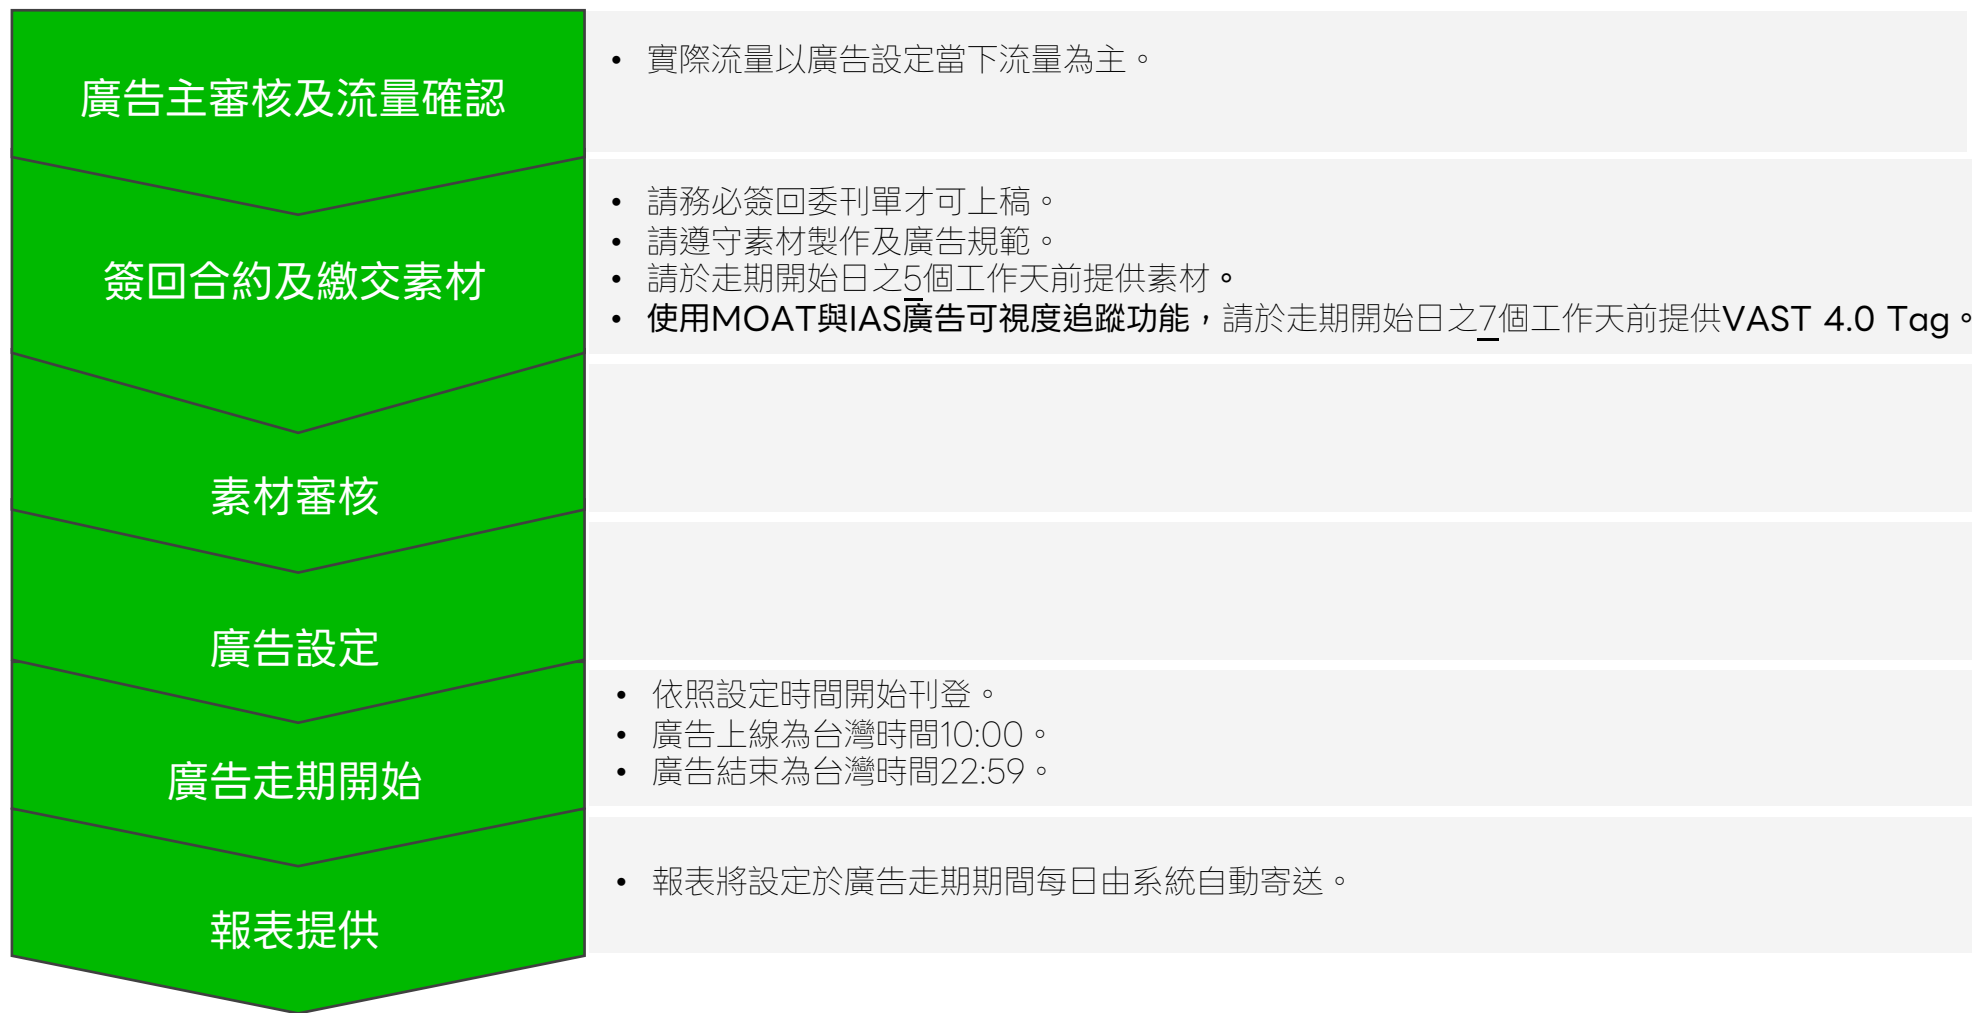 廣告主審核及流量確認
• 實際流量以廣告設定當下流量為主。
簽回合約及繳交素材
• 請務必簽回委刊單才可上稿。
• 請遵守素材製作及廣告規範。
• 請於走期開始日之5個工作天前提供素材。
• 使用MOAT與IAS廣告可視度追蹤功能，請於走期開始日之7個工作天前提供VAST 4.0 Tag。
素材審核
廣告設定
廣告走期開始
• 依照設定時間開始刊登。
• 廣告上線為台灣時間10:00。
• 廣告結束為台灣時間22:59。
報表提供
• 報表將設定於廣告走期期間每日由系統自動寄送。